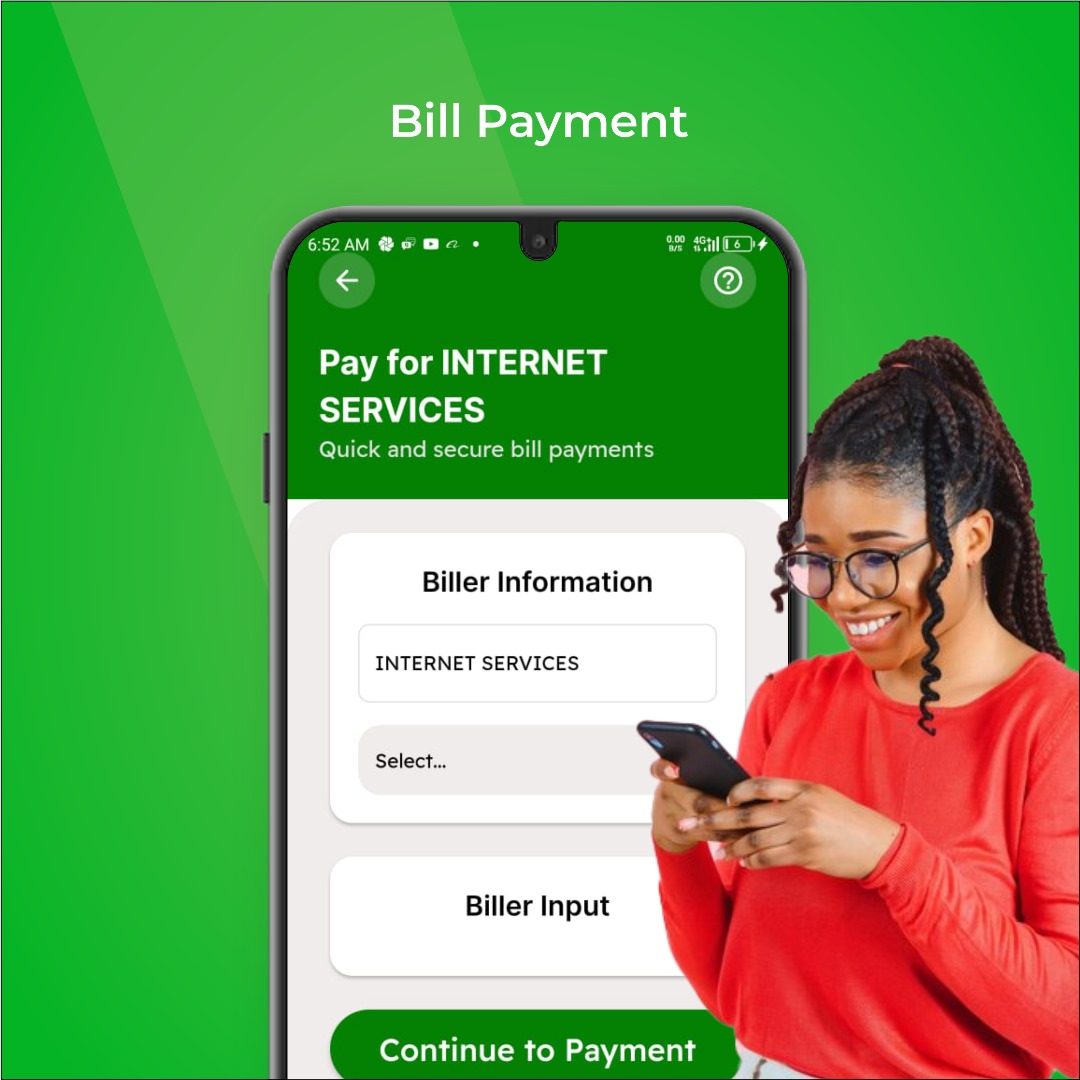 Bill Payment
6:52 AM
0.00
B/S
4G+
6
Pay for INTERNET
SERVICES
Quick and secure bill payments
Biller Information
INTERNET SERVICES
Select...
Biller Input
Continue to Payment